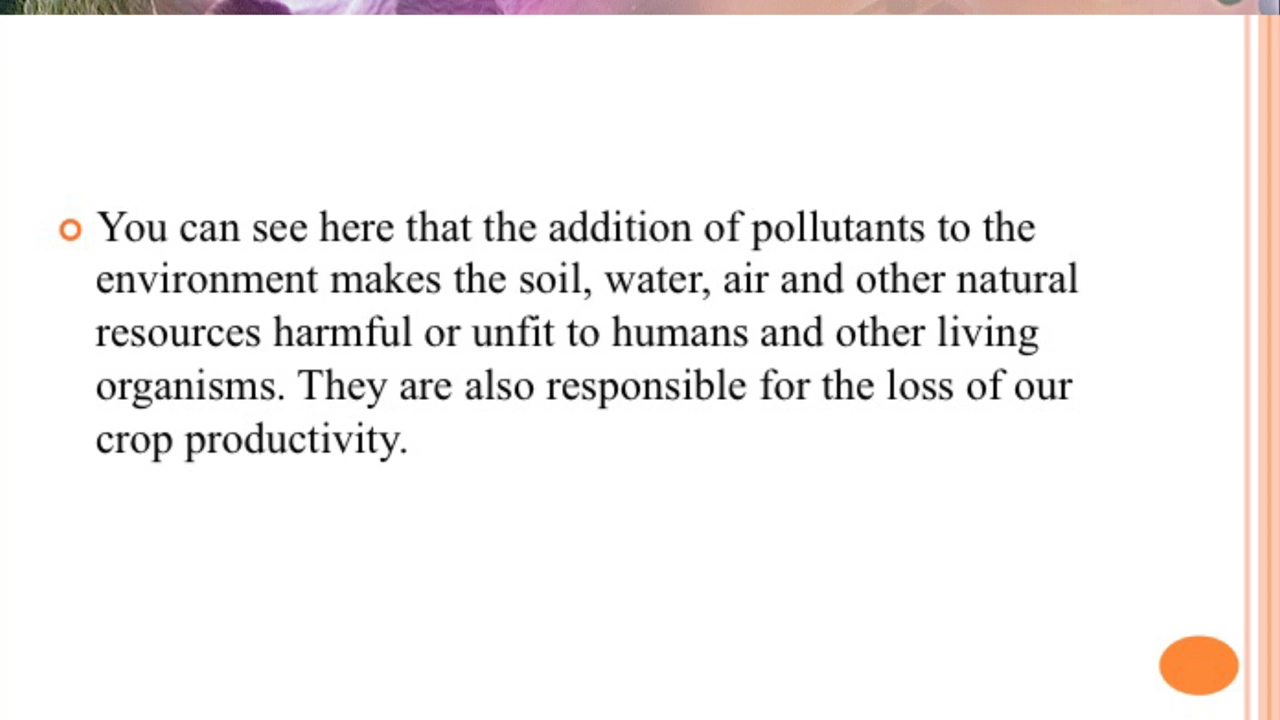 You can see here that the addition of pollutants to the
environment makes the soil, water, air and other natural
resources harmful or unfit to humans and other living
organisms. They are also responsible for the loss of our
crop productivity.